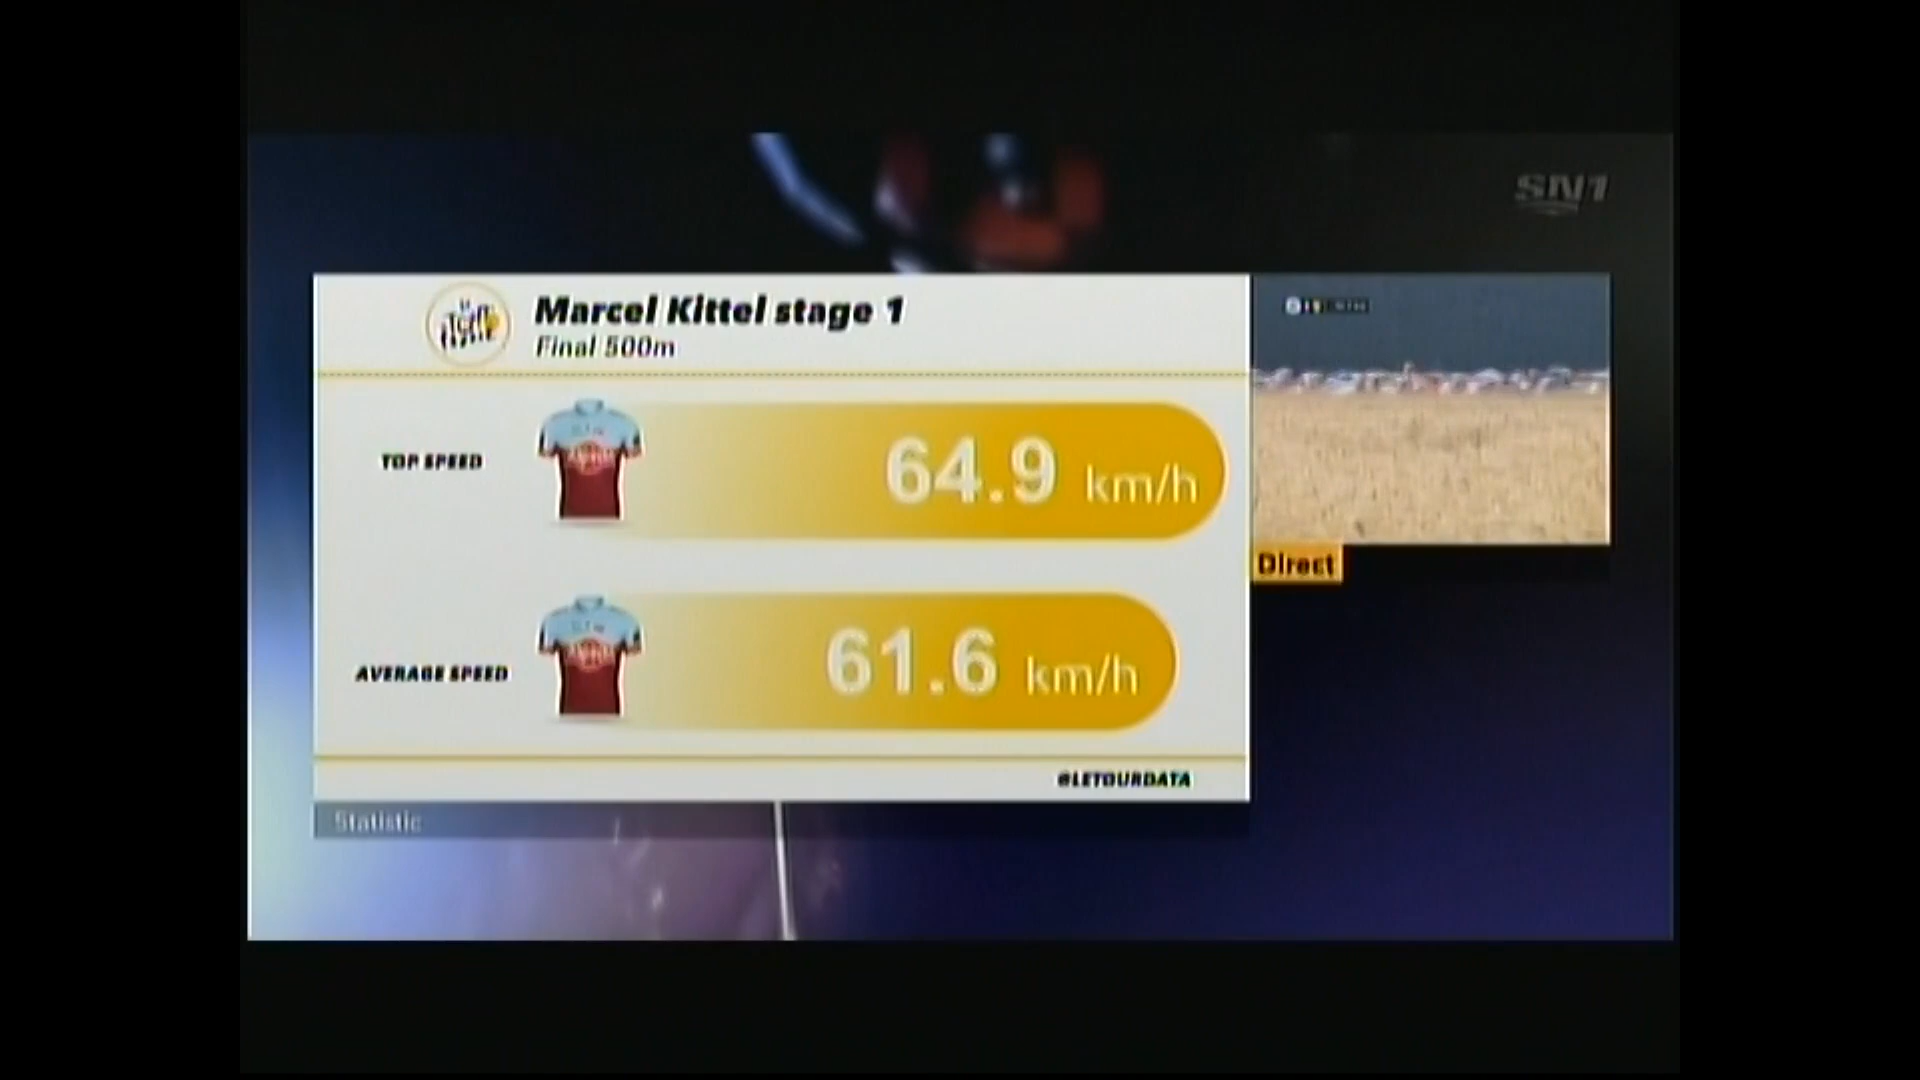 SN1
Marcel Kittel stage 1
Final 500m
TOP SPEED
64.9 km/h
Direct
AVERAGE SPEED
61.6 km/h
@LETOURDATA
Statistic